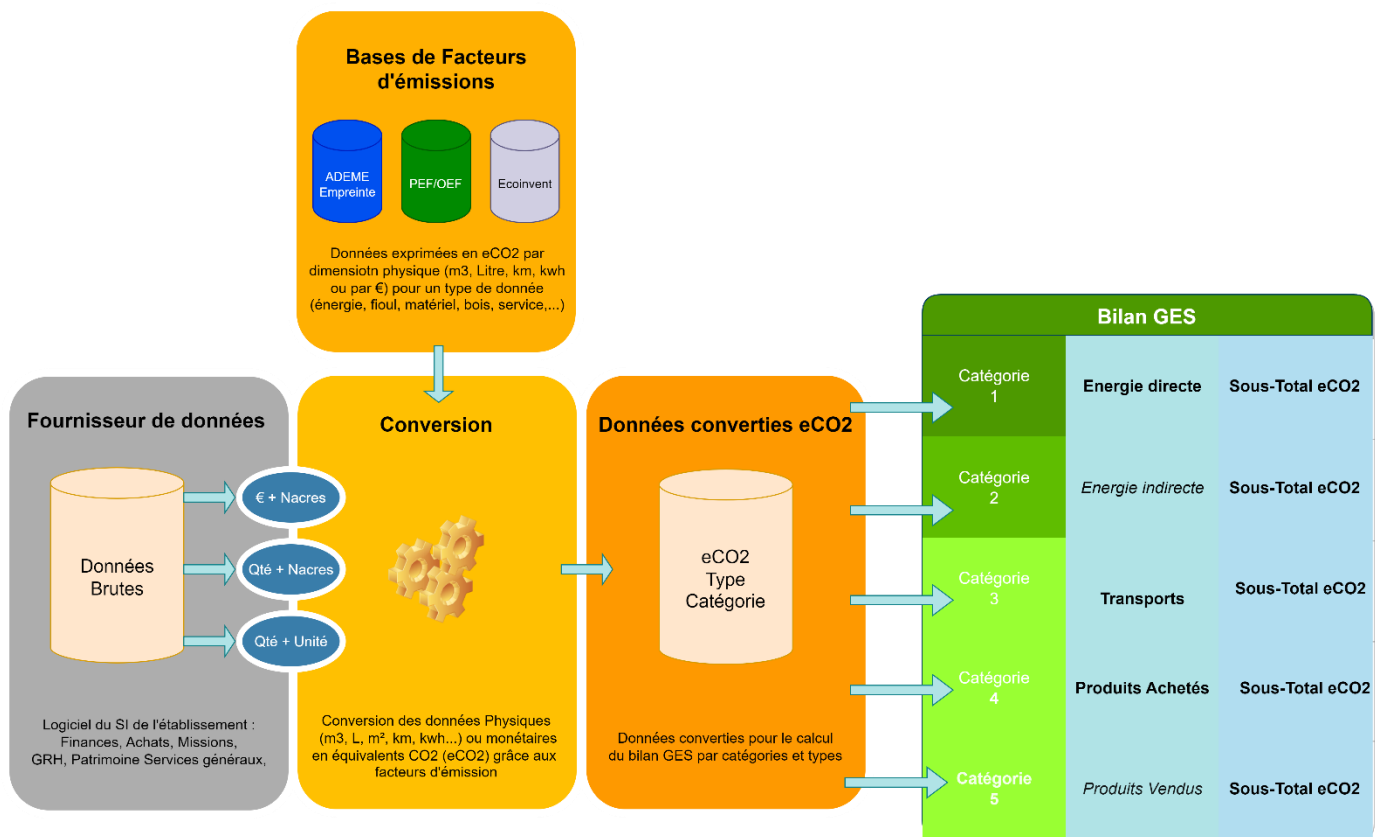 Bases de Facteurs
d'émissions
ADEME
Empreinte
PEF/OEF
Ecoinvent
Données exprimées en eCO2 par
dimensiotn physique (m3, Litre, km, kwh
ou par €) pour un type de donnée
(énergie, fioul, matériel, bois, service,...)
Fournisseur de données
Données
Brutes
€ + Nacres
Qté + Nacres
Qté + Unité
Logiciel du SI de l'établissement :
Finances, Achats, Missions,
GRH, Patrimoine Services généraux,
Conversion
Conversion des données Physiques
(m3, L, m², km, kwh...) ou monétaires
en équivalents CO2 (eCO2) grâce aux
facteurs d'émission
Données converties eCO2
eCO2
Type
Catégorie
Données converties pour le calcul
du bilan GES par catégories et types
Bilan GES
Catégorie
1
Energie directe
Sous-Total eCO2
Catégorie
2
Energie indirecte
Sous-Total eCO2
Catégorie
3
Transports
Sous-Total eCO2
Catégorie
4
Produits Achetés
Sous-Total eCO2
Catégorie
5
Produits Vendus
Sous-Total eCO2